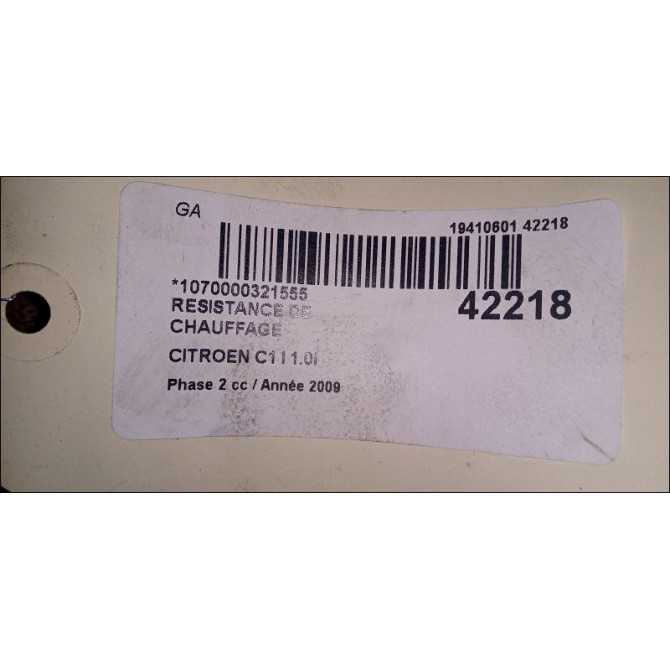 GA
19410601 42218
*1070000321555
42218
RESISTANCE DE
CHAUFFAGE
CITROEN C1 I 1.0i
Phase 2 cc / Année 2009